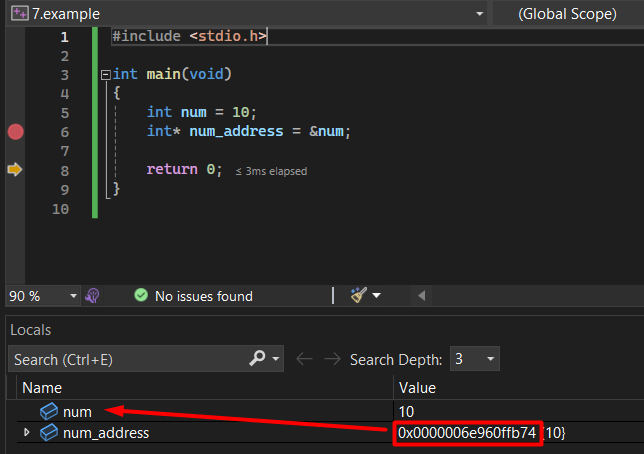 7.example (Global Scope)
1 #include <stdio.h>
2
3 int main(void)
4 {
5 int num = 10;
6 int* num_address = &num;
7
8 return 0; ≤ 3ms elapsed
9 }
10
90 % No issues found
Locals
Search (Ctrl+E) Search Depth: 3
Name Value
num 10
num_address 0x0000006e960ffb74 10}